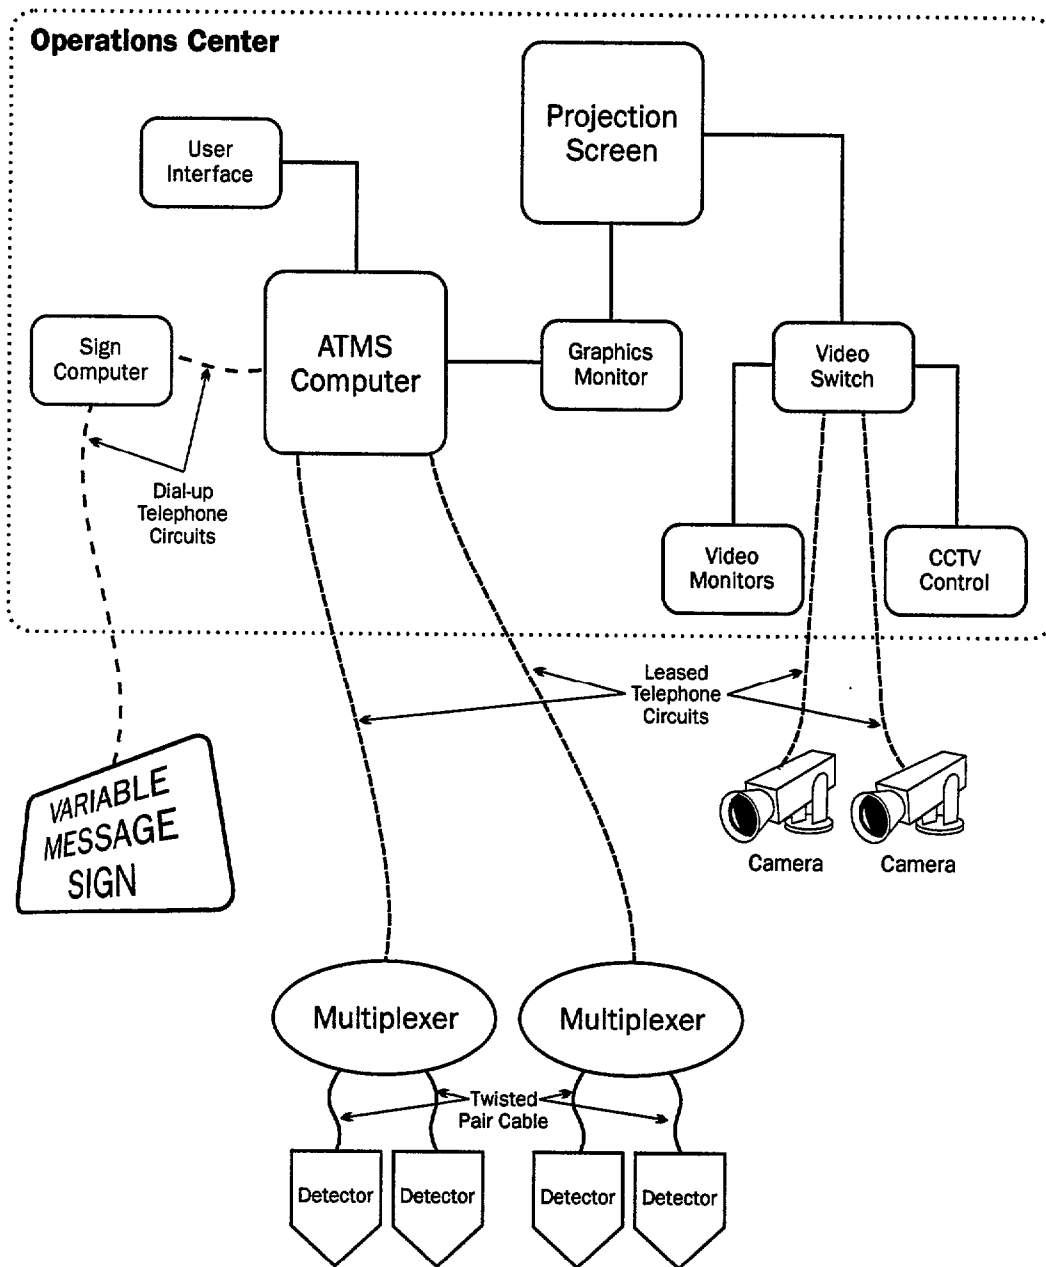 Operations Center
Projection
Screen
User
Interface
Sign
Computer
ATMS
Computer
Graphics
Monitor
Video
Switch
Dial-up
Telephone
Circuits
Video
Monitors
CCTV
Control
Leased
Telephone
Circuits
VARIABLE
MESSAGE
SIGN
Camera
Camera
Multiplexer
Multiplexer
Twisted
Pair Cable
Detector
Detector
Detector
Detector